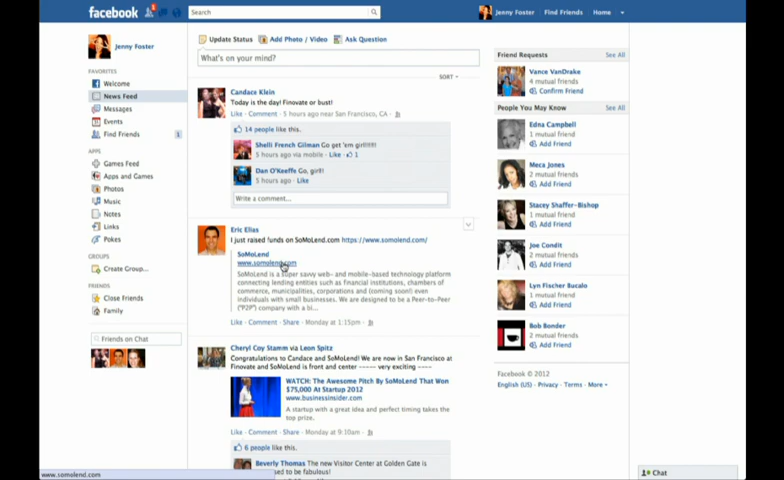 facebook
Search
Jenny Foster
Find Friends
Home
Jenny Foster
FAVORITES
Welcome
News Feed
Messages
Events
Find Friends
1
APPS
Games Feed
Apps and Games
Photos
Music
Notes
Links
Pokes
GROUPS
Create Group...
FRIENDS
Close Friends
Family
Friends on Chat
Update Status
Add Photo / Video
Ask Question
What's on your mind?
SORT
Candace Klein
Today is the day! Finovate or bust!
Like · Comment · 5 hours ago near San Francisco, CA ·
14 people like this.
Shelli French Gilman Go get 'em girl!!!!!
5 hours ago via mobile · Like · 1
Dan O'Keeffe Go, girl!
5 hours ago · Like
Write a comment...
Eric Elias
I just raised funds on SoMoLend.com https://www.somolend.com/
SoMoLend
www.somolend.com
SoMoLend is a super savvy web- and mobile-based technology platform
connecting lending entities such as financial institutions, chambers of
commerce, municipalities, corporations and (coming soon) even
individuals with small businesses. We are designed to be a Peer-to-Peer
("P2P") company with a bi...
Like · Comment · Share · Monday at 1:15pm ·
Cheryl Coy Stamm via Leon Spitz
Congratulations to Candace and SoMoLend! We are now in San Francisco at
Finovate and SoMoLend is front and center ----- very exciting ----
WATCH: The Awesome Pitch By SoMoLend That Won
$75,000 At Startup 2012
www.businessinsider.com
A startup with a great idea and perfect timing takes the
top prize.
Like · Comment · Share · Monday at 9:10am ·
6 people like this.
Beverly Thomas The new Visitor Center at Golden Gate is
ed to be fabulous!
Friend Requests
See All
Vance VanDrake
4 mutual friends
Confirm Friend
People You May Know
See All
Edna Campbell
1 mutual friend
Add Friend
Meca Jones
2 mutual friends
Add Friend
Stacey Shaffer-Bishop
1 mutual friend
Add Friend
Joe Condit
2 mutual friends
Add Friend
Lyn Fischer Bucalo
1 mutual friend
Add Friend
Bob Bonder
2 mutual friends
Add Friend
Facebook © 2012
English (US) · Privacy · Terms · More
Chat
www.somolend.com